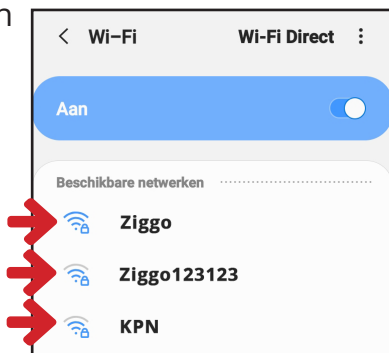 n
Wi-Fi Wi-Fi Direct
Aan
Beschikbare netwerken
Ziggo
Ziggo123123
KPN